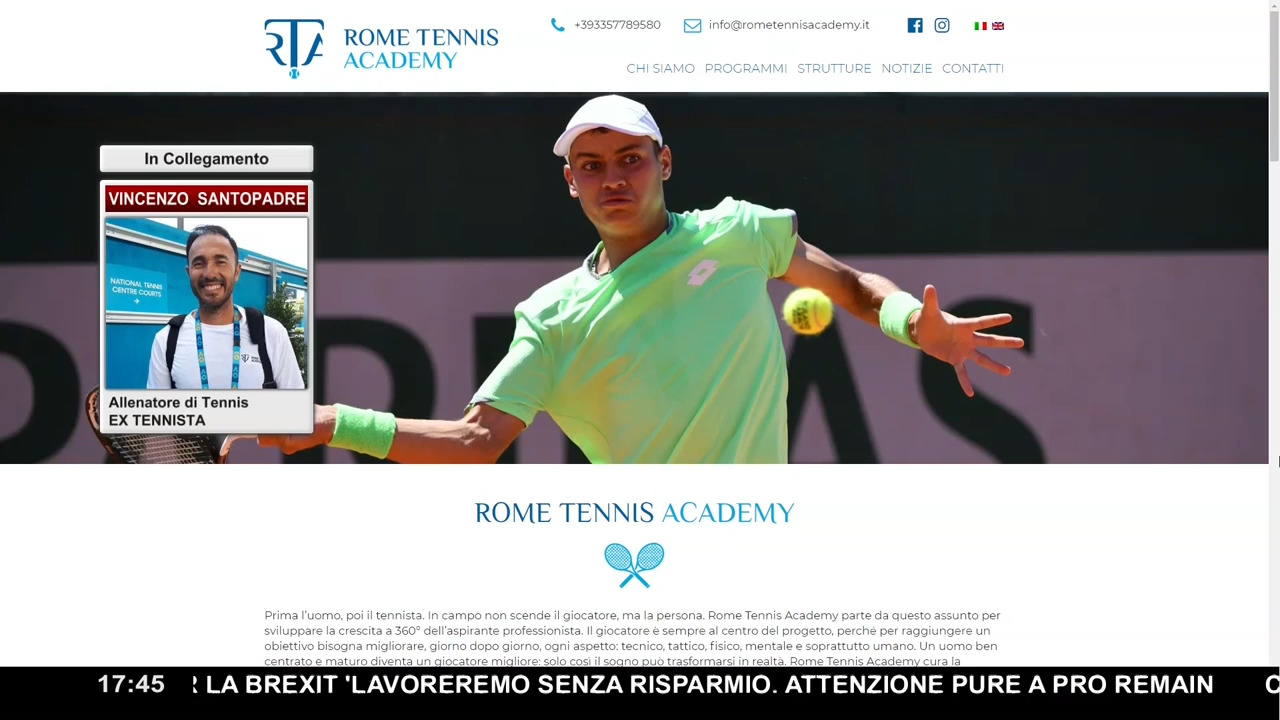 ROME TENNIS
ACADEMY
+393357789580
info@rometennisacademy.it
CHI SIAMO PROGRAMMI STRUTTURE NOTIZIE CONTATTI
In Collegamento
VINCENZO SANTOPADRE
NATIONAL TENNIS
CENTRE COURTS
Allenatore di Tennis
EX TENNISTA
ROME TENNIS ACADEMY
Prima l'uomo, poi il tennista. In campo non scende il giocatore, ma la persona. Rome Tennis Academy parte da questo assunto per
sviluppare la crescita a 360° dell'aspirante professionista. Il giocatore è sempre al centro del progetto, perché per raggiungere un
obiettivo bisogna migliorare, giorno dopo giorno, ogni aspetto: tecnico, tattico, fisico, mentale e soprattutto umano. Un uomo ben
centrato e maturo diventa un giocatore migliore: solo così il sogno può trasformarsi in realtà. Rome Tennis Academy cura la
17:45 LA BREXIT 'LAVOREREMO SENZA RISPARMIO. ATTENZIONE PURE A PRO REMAIN